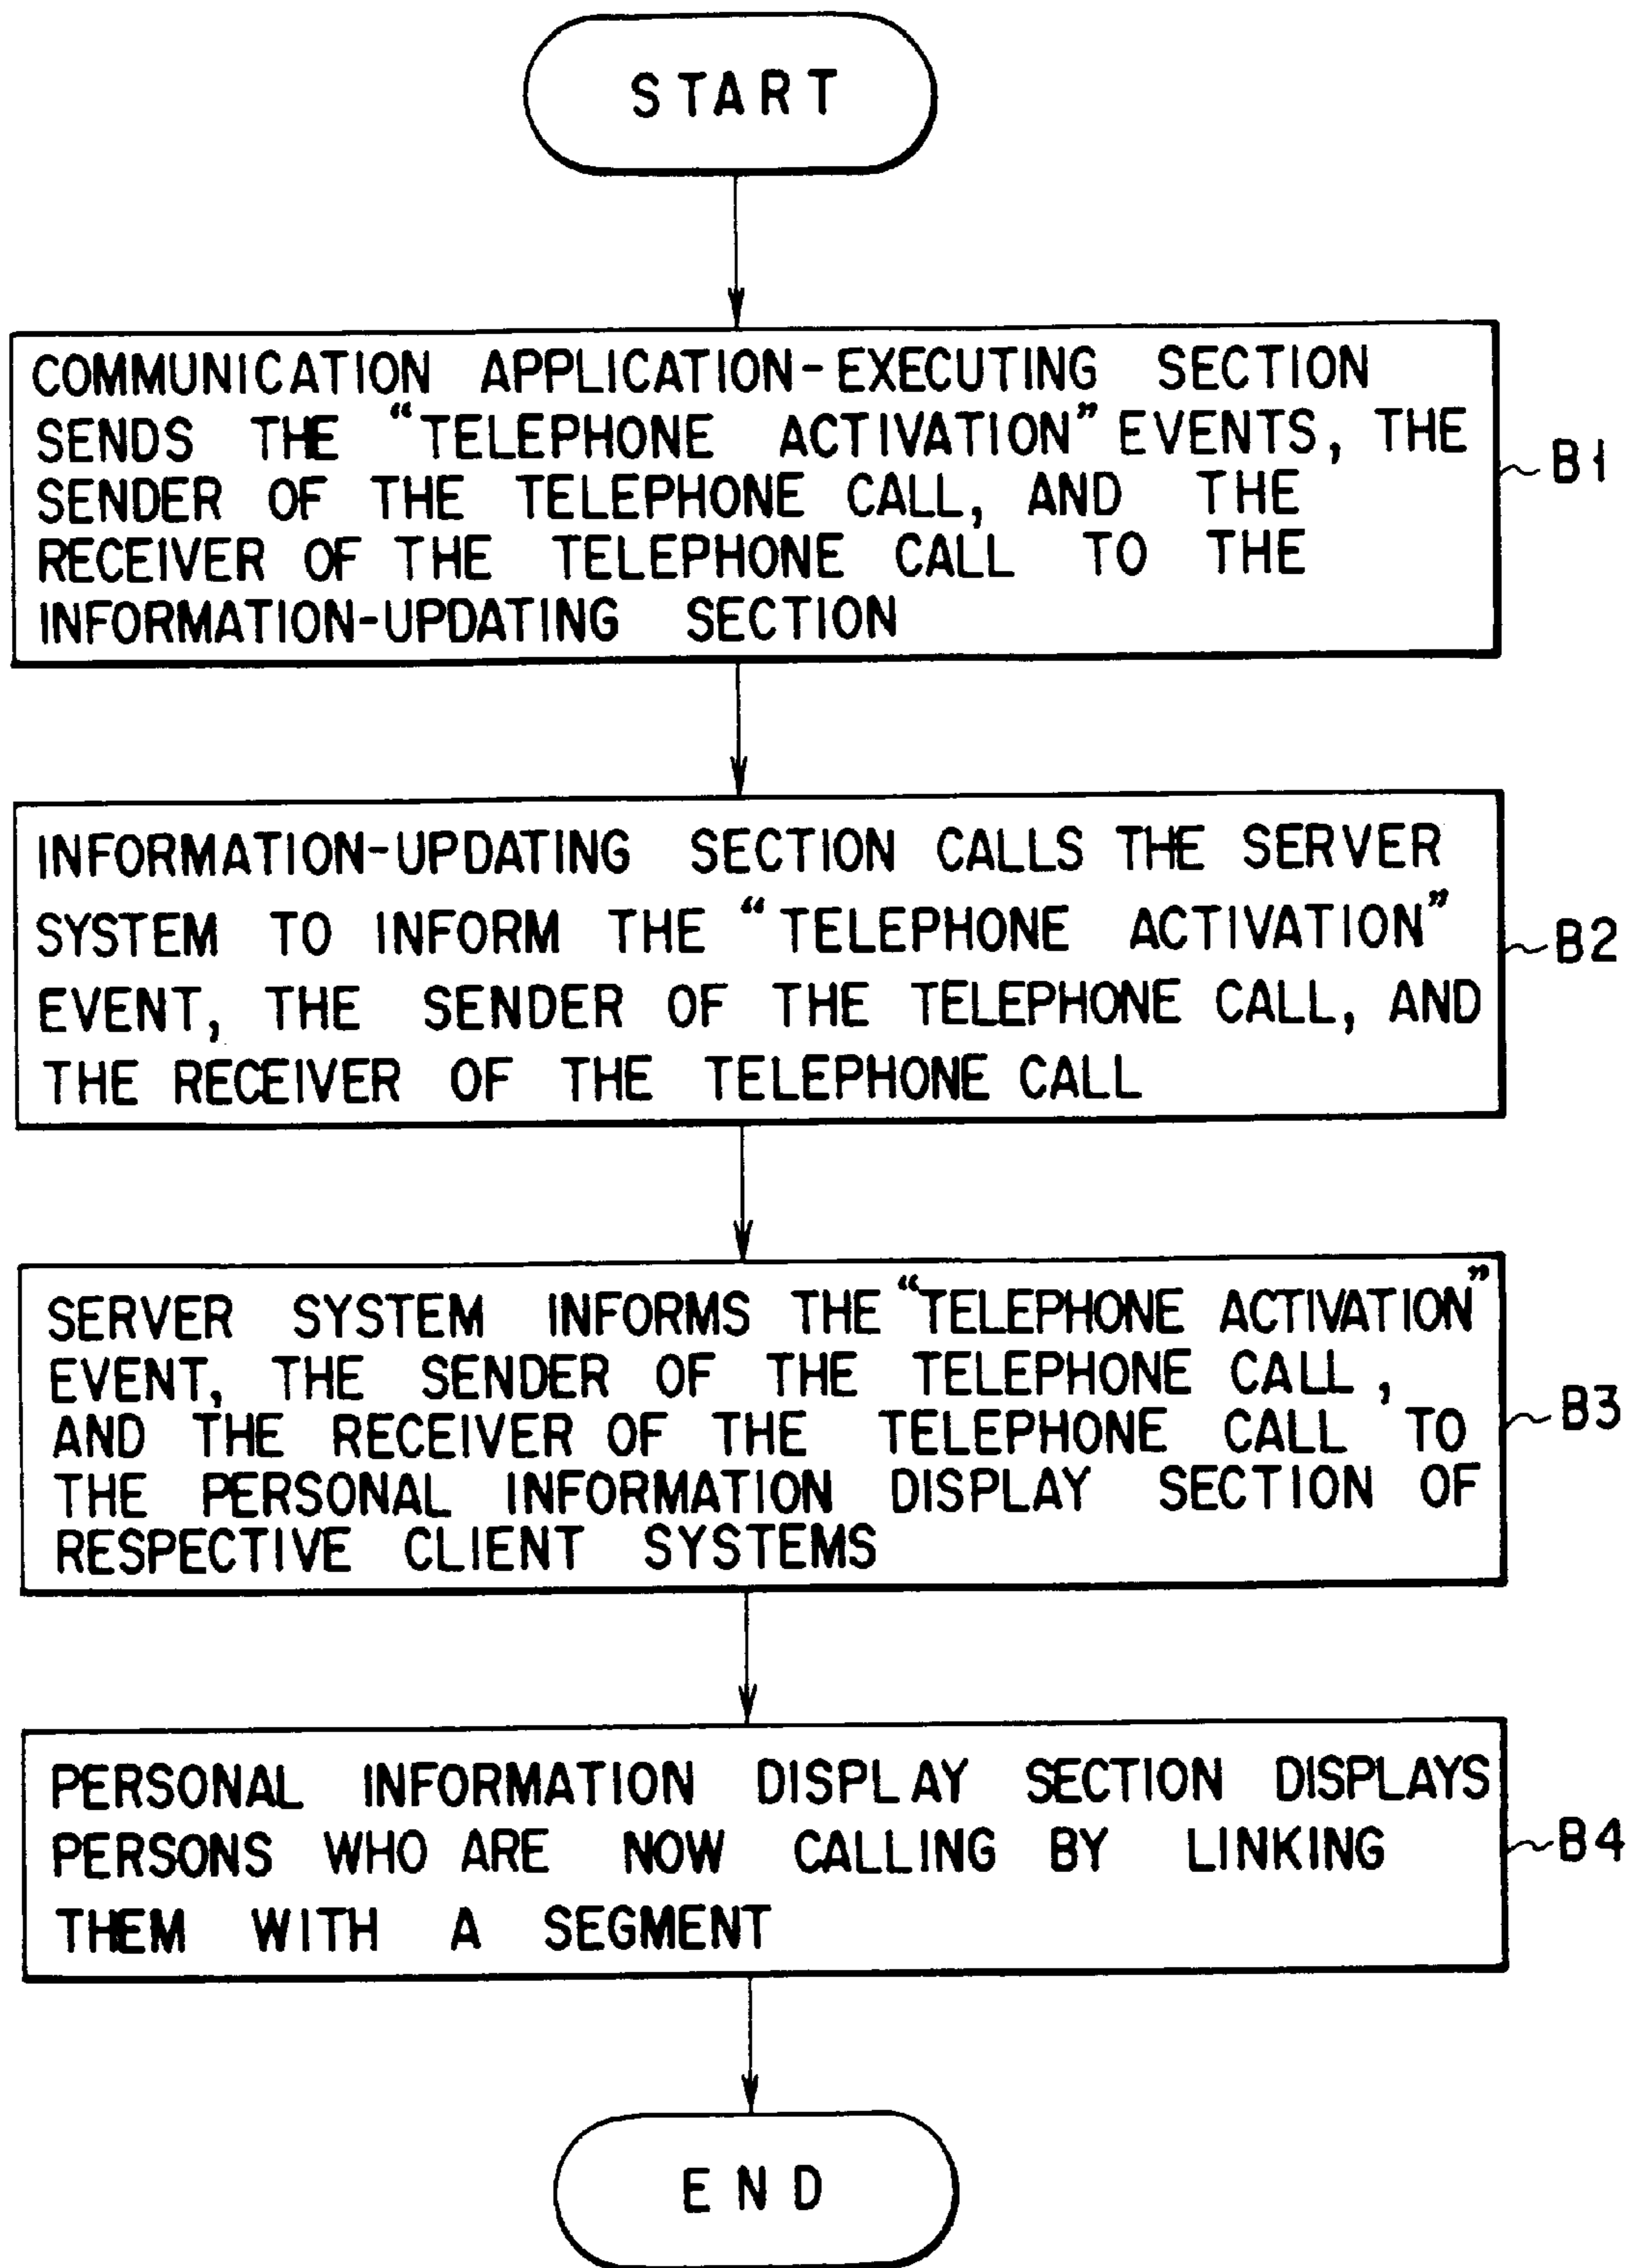 START
COMMUNICATION APPLICATION-EXECUTING SECTION
SENDS THE "TELEPHONE ACTIVATION" EVENTS, THE
SENDER OF THE TELEPHONE CALL, AND THE
RECEIVER OF THE TELEPHONE CALL TO THE
INFORMATION-UPDATING SECTION
B1
INFORMATION-UPDATING SECTION CALLS THE SERVER
SYSTEM TO INFORM THE "TELEPHONE ACTIVATION"
EVENT, THE SENDER OF THE TELEPHONE CALL, AND
THE RECEIVER OF THE TELEPHONE CALL
B2
SERVER SYSTEM INFORMS THE "TELEPHONE ACTIVATION"
EVENT, THE SENDER OF THE TELEPHONE CALL,
AND THE RECEIVER OF THE TELEPHONE CALL TO
THE PERSONAL INFORMATION DISPLAY SECTION OF
RESPECTIVE CLIENT SYSTEMS
B3
PERSONAL INFORMATION DISPLAY SECTION DISPLAYS
PERSONS WHO ARE NOW CALLING BY LINKING
THEM WITH A SEGMENT
B4
END